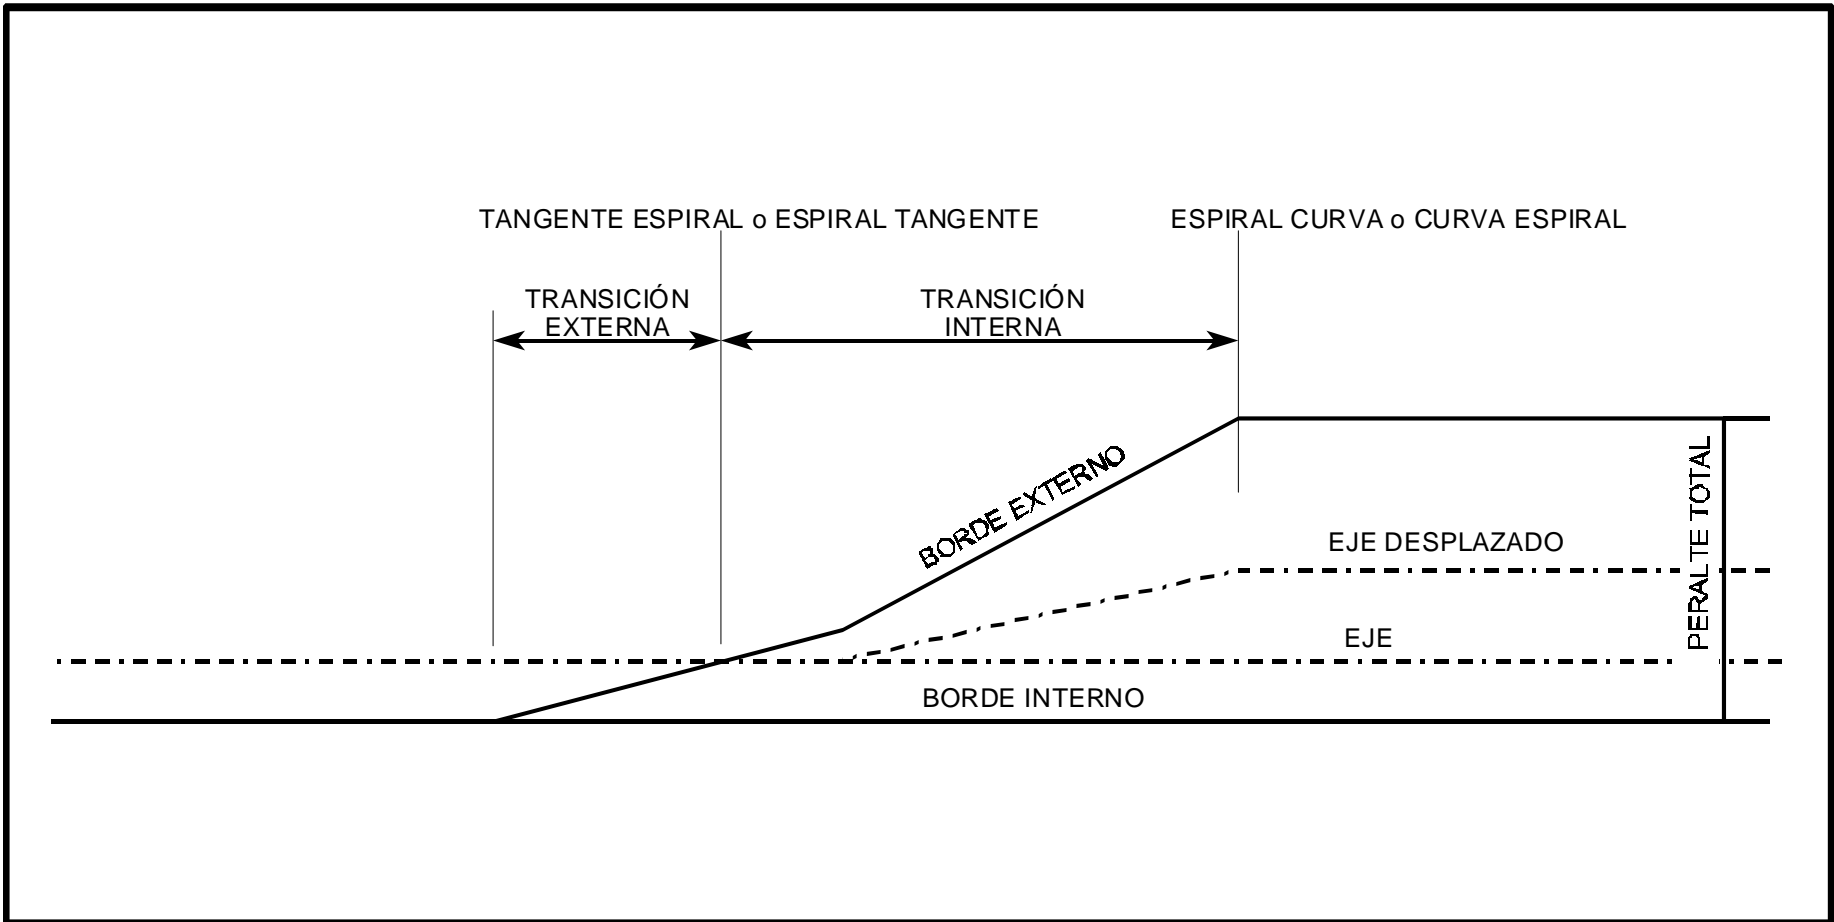 TANGENTE ESPIRAL o ESPIRAL TANGENTE
ESPIRAL CURVA o CURVA ESPIRAL
TRANSICIÓN
EXTERNA
TRANSICIÓN
INTERNA
BORDE EXTERNO
PERALTE TOTAL
EJE DESPLAZADO
EJE
BORDE INTERNO